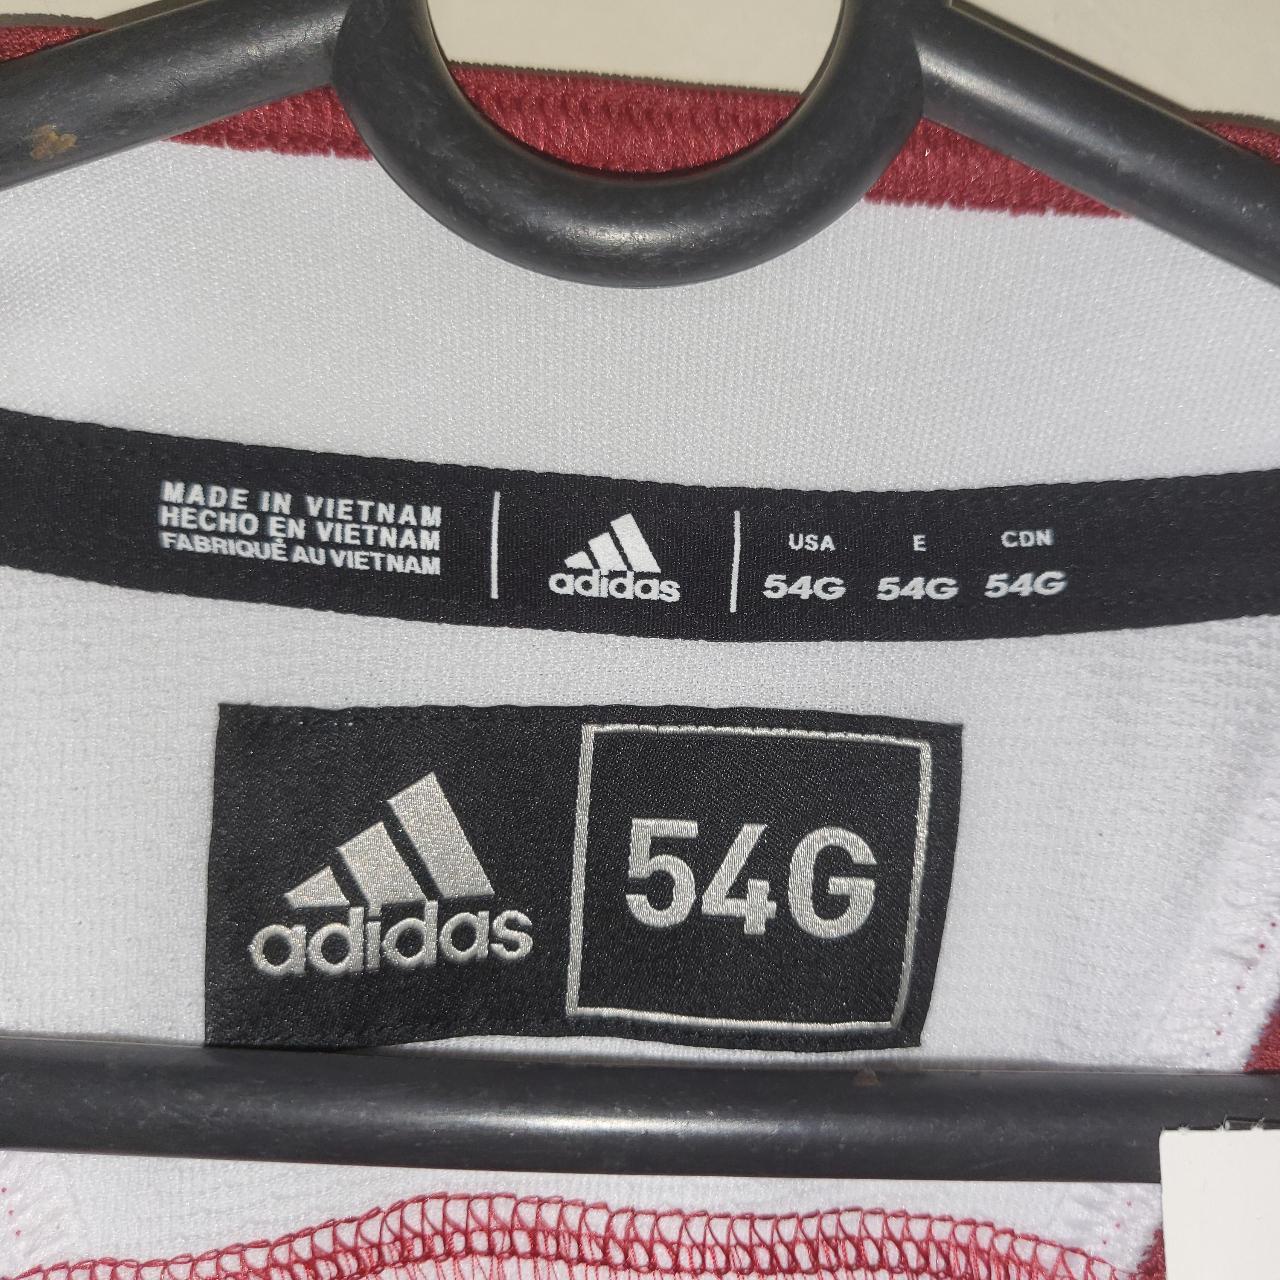 MADE IN VIETNAM
HECHO EN VIETNAM
FABRIQUÉ AU VIETNAM
adidas
USA E CDN
54G 54G 54G
adidas
54G